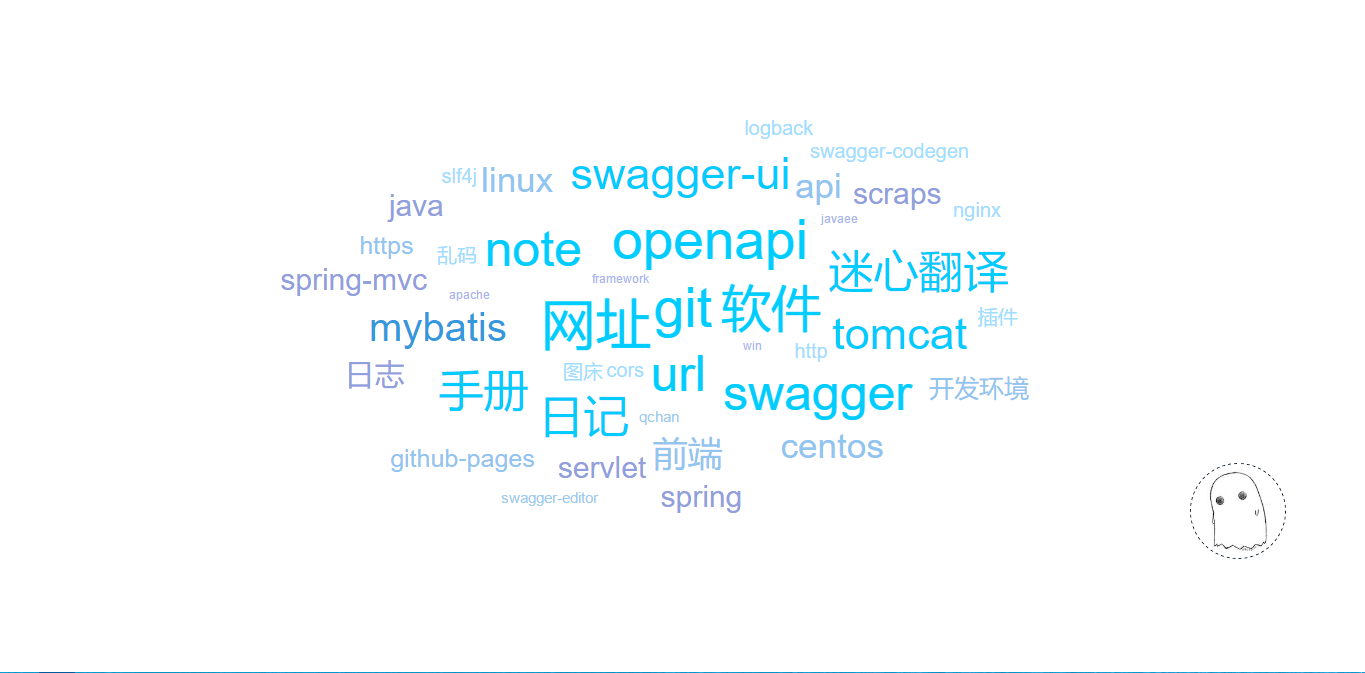 logback
swagger-codegen
slf4j
linux
swagger-ui
api
scraps
java
nginx
javaee
https
乱码
note
openapi
迷心翻译
spring-mvc
framework
apache
网址
git
软件
插件
mybatis
tomcat
win
http
日志
图床
cors
url
手册
swagger
开发环境
日记
qchan
前端
centos
github-pages
servlet
swagger-editor
spring